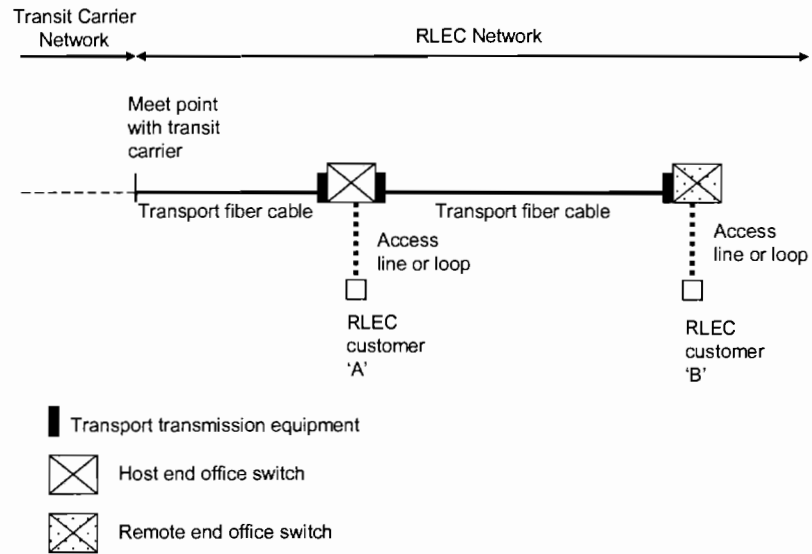 Transit Carrier
Network
RLEC Network
Meet point
with transit
carrier
Transport fiber cable
Transport fiber cable
Access
line or loop
Access
line or loop
RLEC
customer
'A'
RLEC
customer
'B'
Transport transmission equipment
Host end office switch
Remote end office switch